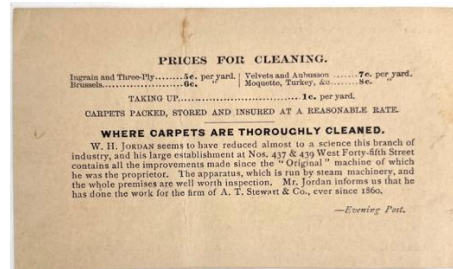 PRICES FOR CLEANING.
Ingrain and Three-Ply.......5c. per yard. | Velvets and Aubusson ......7c. per yard.
Brussels....................6c. " | Moquette, Turkey, &c ......8c. "
TAKING UP....................................1c. per yard.
CARPETS PACKED, STORED AND INSURED AT A REASONABLE RATE.
WHERE CARPETS ARE THOROUGHLY CLEANED.
W. H. JORDAN seems to have reduced almost to a science this branch of
industry, and his large establishment at Nos. 437 & 439 West Forty-fifth Street
contains all the improvements made since the "Original" machine of which
he was the proprietor. The apparatus, which is run by steam machinery, and
the whole premises are well worth inspection. Mr. Jordan informs us that he
has done the work for the firm of A. T. Stewart & Co., ever since 1860.
—Evening Post.